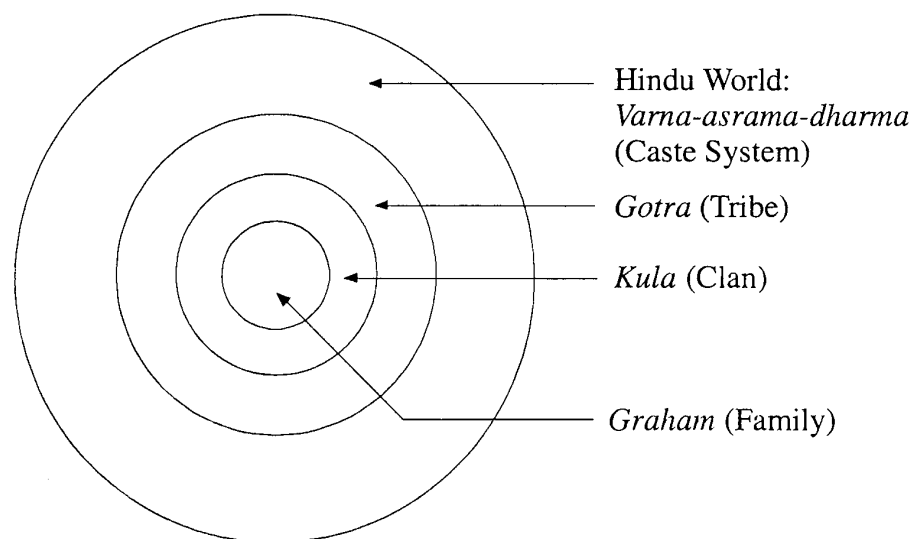 Hindu World:
Varna-asrama-dharma
(Caste System)
Gotra (Tribe)
Kula (Clan)
Graham (Family)